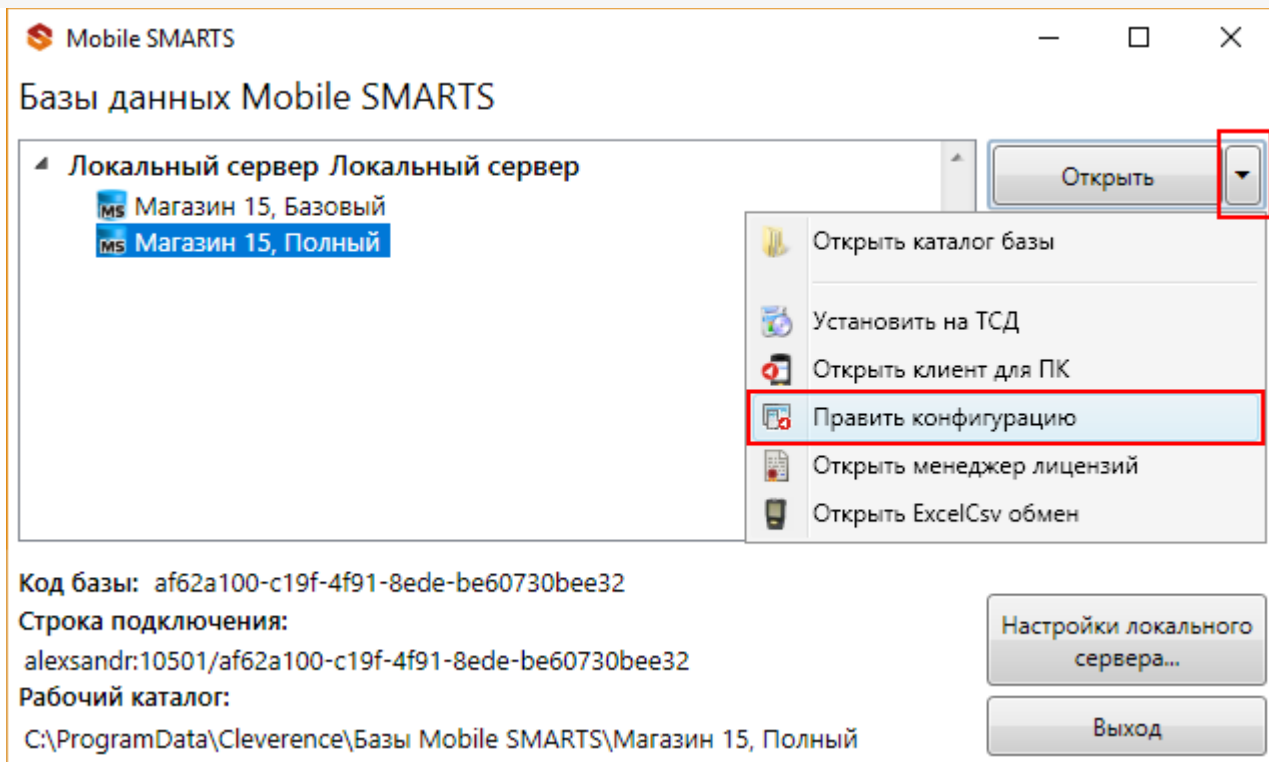 Mobile SMARTS
Базы данных Mobile SMARTS
Локальный сервер Локальный сервер
Магазин 15, Базовый
Магазин 15, Полный
Открыть
Открыть каталог базы
Установить на ТСД
Открыть клиент для ПК
Править конфигурацию
Открыть менеджер лицензий
Открыть ExcelCsv обмен
Код базы: af62a100-c19f-4f91-8ede-be60730bee32
Строка подключения:
alexsandr:10501/af62a100-c19f-4f91-8ede-be60730bee32
Рабочий каталог:
C:\ProgramData\Cleverence\Базы Mobile SMARTS\Магазин 15, Полный
Настройки локального
сервера...
Выход